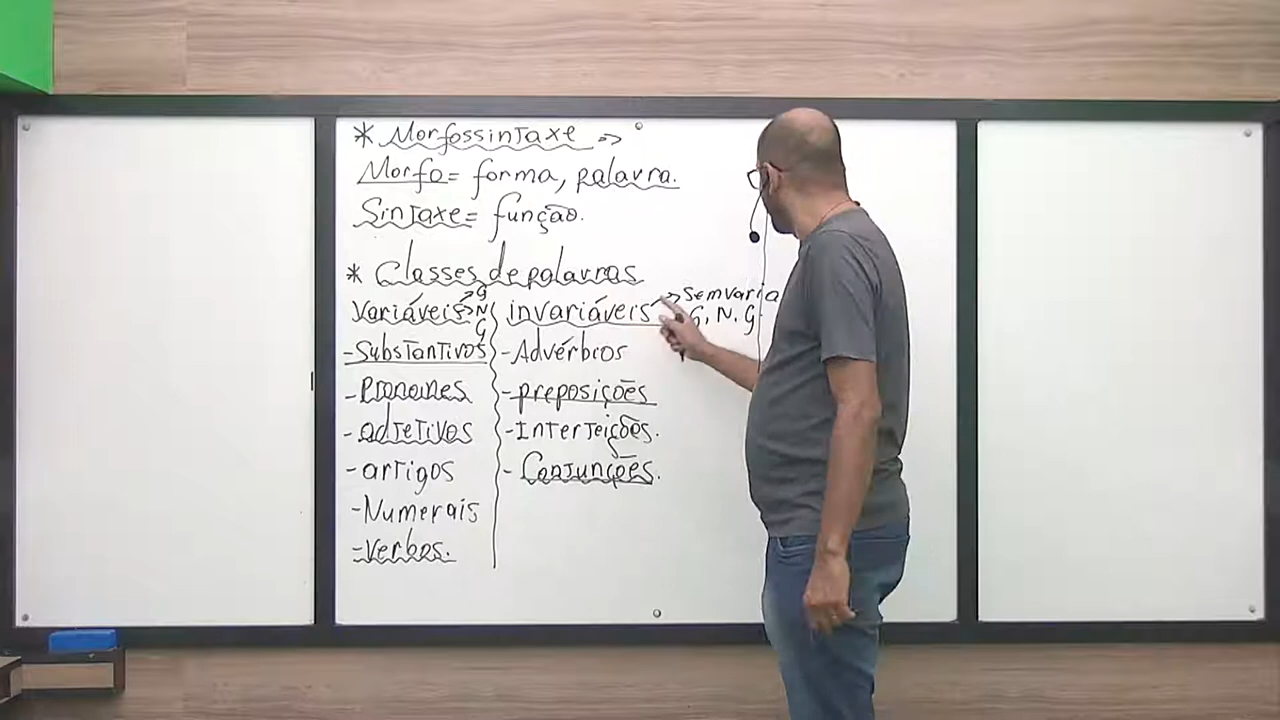 * Morfossintaxe =>
Morfo = forma, palavra.
Sintaxe = função.
* Classes de palavras
Variáveis → G N G
invariáveis → Sem varia
G, N, G.
- Substantivos
- Advérbios
- Pronomes
- preposições
- adjetivos
- Interjeições.
- artigos
- Conjunções.
- Numerais
- Verbos.